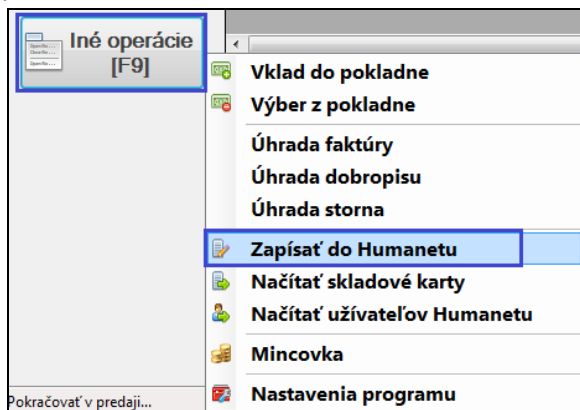 Iné operácie
[F9]
Vklad do pokladne
Výber z pokladne
Úhrada faktúry
Úhrada dobropisu
Úhrada storna
Zapísať do Humanetu
Načítať skladové karty
Načítať užívateľov Humanetu
Mincovka
Nastavenia programu
Pokračovať v predaji...